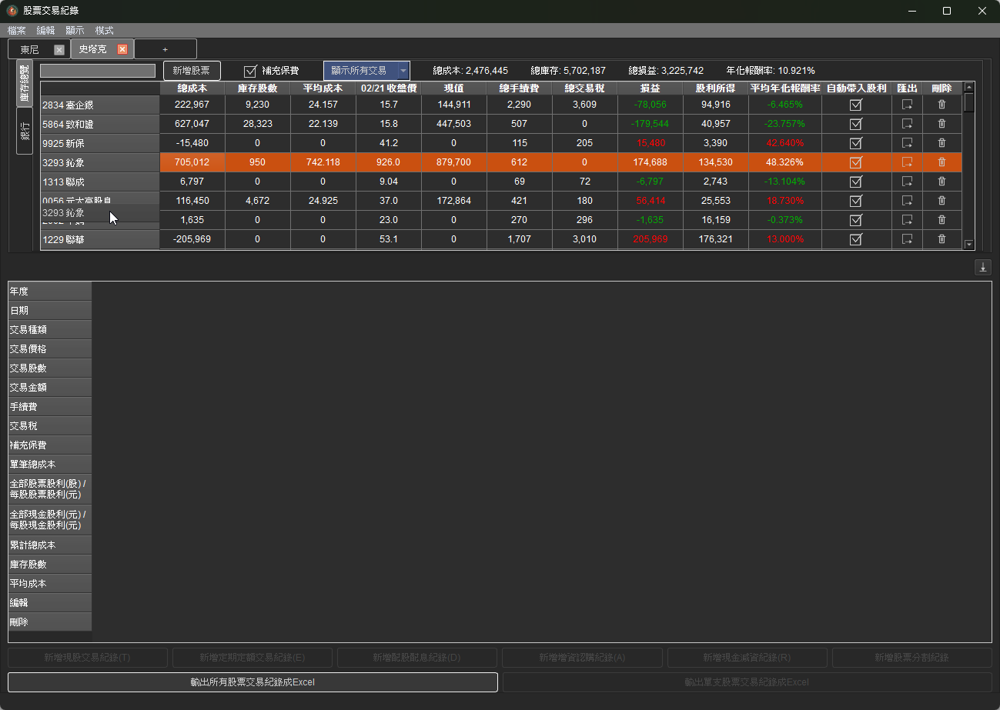 股票交易紀錄
檔案 編輯 顯示 模式
東尼 史塔克 +
庫存總覽
銀行
新增股票 補充保費 顯示所有交易 總成本: 2,476,445 總庫存: 5,702,187 總損益: 3,225,742 年化報酬率: 10.921%
總成本 庫存股數 平均成本 02/21 收盤價 現值 總手續費 總交易稅 損益 股利所得 平均年化報酬率 自動帶入股利 匯出 刪除
2834 臺企銀 222,967 9,230 24.157 15.7 144,911 2,290 3,609 -78,056 94,916 -6.465%
5864 致和證 627,047 28,323 22.139 15.8 447,503 507 0 -179,544 40,957 -23.757%
9925 新保 -15,480 0 0 41.2 0 115 205 15,480 3,390 42.640%
3293 鈊象 705,012 950 742.118 926.0 879,700 612 0 174,688 134,530 48.326%
1313 聯成 6,797 0 0 9.04 0 69 72 -6,797 2,743 -13.104%
0056 元大高股息 116,450 4,672 24.925 37.0 172,864 421 180 56,414 25,553 18.730%
3293 鈊象
1,635 0 0 23.0 0 270 296 -1,635 16,159 -0.373%
1229 聯華 -205,969 0 0 53.1 0 1,707 3,010 205,969 176,321 13.000%
年度
日期
交易種類
交易價格
交易股數
交易金額
手續費
交易稅
補充保費
單筆總成本
全部股票股利(股) /
每股股票股利(元)
全部現金股利(元) /
每股現金股利(元)
累計總成本
庫存股數
平均成本
編輯
刪除
新增現股交易紀錄(T) 新增定期定額交易紀錄(E) 新增配股配息紀錄(D) 新增增資認購紀錄(A) 新增現金減資紀錄(R) 新增股票分割紀錄
輸出所有股票交易紀錄成Excel 輸出單支股票交易紀錄成Excel